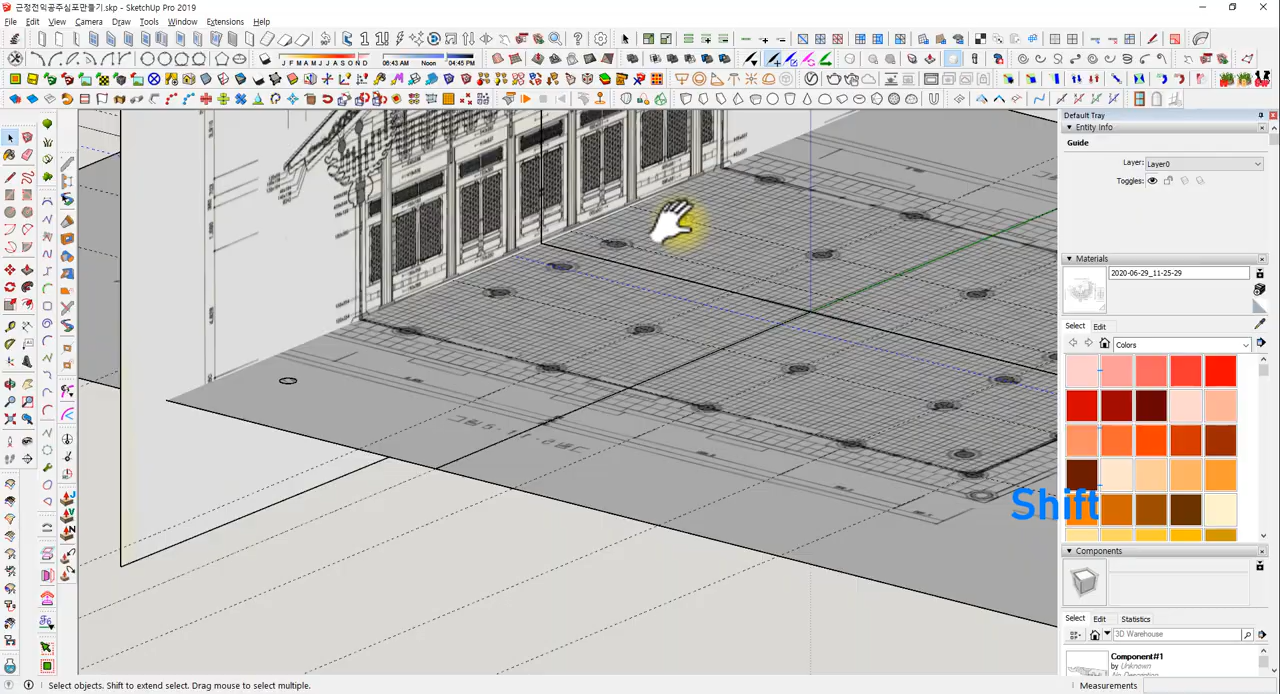 근정전익공주심포만들기.skp - SketchUp Pro 2019
File Edit View Camera Draw Tools Window Extensions Help
J F M A M J J A S O N D
06:43 AM Noon 04:45 PM
Default Tray
Entity Info
Guide
Layer: Layer0
Toggles:
Materials
2020-06-29_11-25-29
Select Edit
Colors
Shift
Components
Select Edit Statistics
3D Warehouse
Component#1
by Unknown
Select objects. Shift to extend select. Drag mouse to select multiple.
Measurements